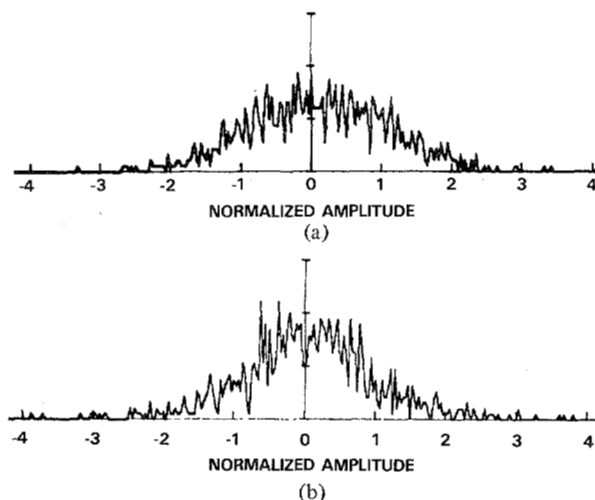 -4 -3 -2 -1 0 1 2 3 4
NORMALIZED AMPLITUDE
(a)
-4 -3 -2 -1 0 1 2 3 4
NORMALIZED AMPLITUDE
(b)